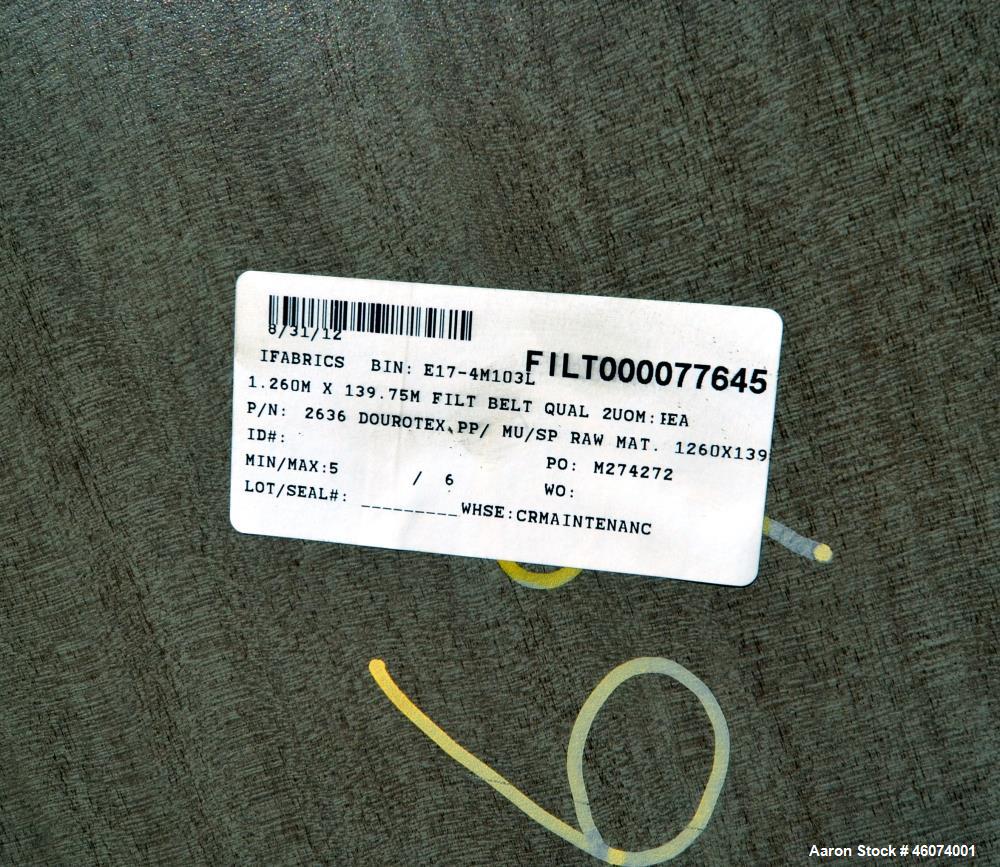 8/31/12
IFABRICS BIN: E17-4M103L FILT000077645
1.260M X 139.75M FILT BELT QUAL 2UOM: EA
P/N: 2636 DOUROTEX,PP/ MU/SP RAW MAT. 1260X139
ID#: PO: M274272
MIN/MAX:5 / 6 WO:
LOT/SEAL#: _________WHSE:CRMAINTENANC
Aaron Stock # 46074001